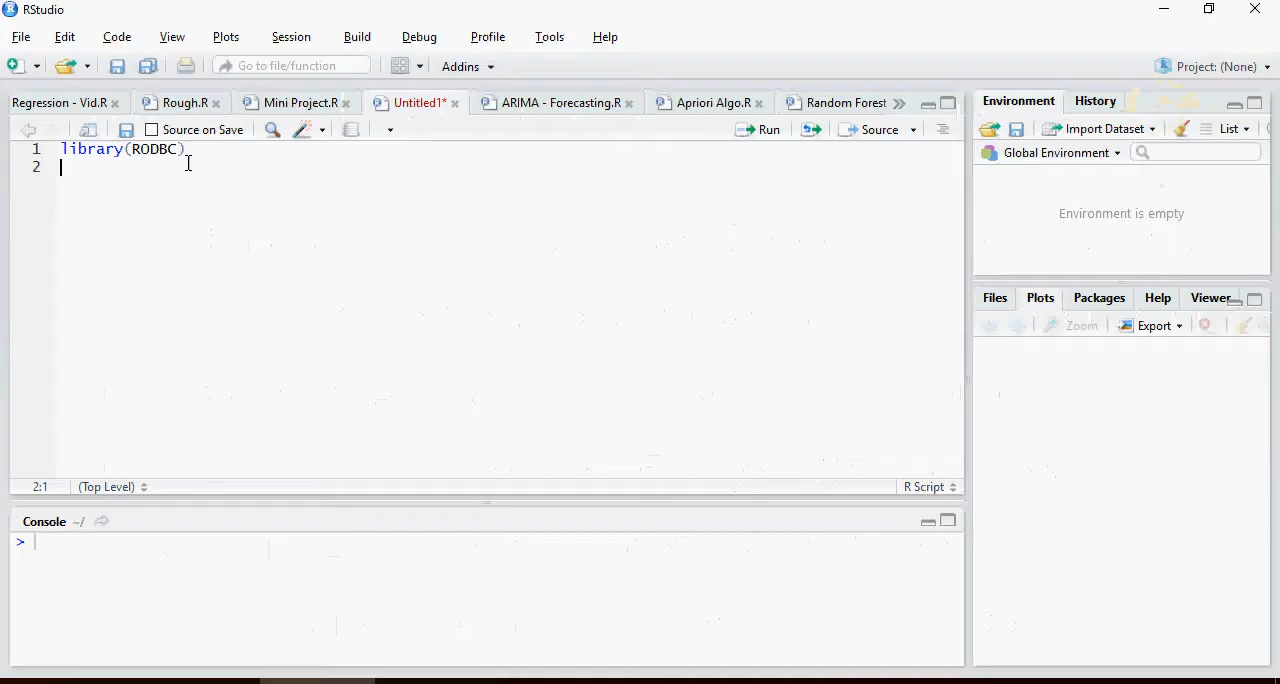 RStudio
File Edit Code View Plots Session Build Debug Profile Tools Help
Go to file/function Addins Project: (None)
Regression - Vid.R Rough.R Mini Project.R Untitled1* ARIMA - Forecasting.R Apriori Algo.R Random Forest
Source on Save Run Source
1 library(RODBC)
2
2:1 (Top Level) R Script
Console ~/
>
Environment History
Import Dataset List
Global Environment
Environment is empty
Files Plots Packages Help Viewer
Zoom Export